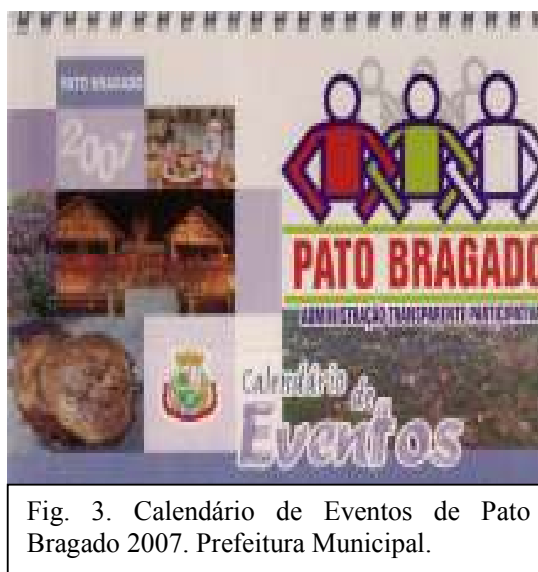 PATO BRAGADO
2007
PATO BRAGADO
ADMINISTRAÇÃO TRANSPARENTE PARTICIPATIVA
Calendário
de
Eventos
Fig. 3. Calendário de Eventos de Pato
Bragado 2007. Prefeitura Municipal.